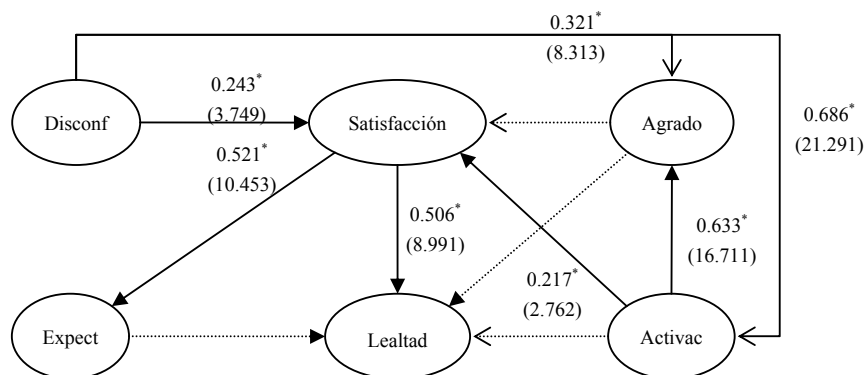 0.321*
(8.313)
0.243*
(3.749)
Disconf
Satisfacción
Agrado
0.686*
(21.291)
0.521*
(10.453)
0.506*
(8.991)
0.633*
(16.711)
0.217*
(2.762)
Expect
Lealtad
Activac